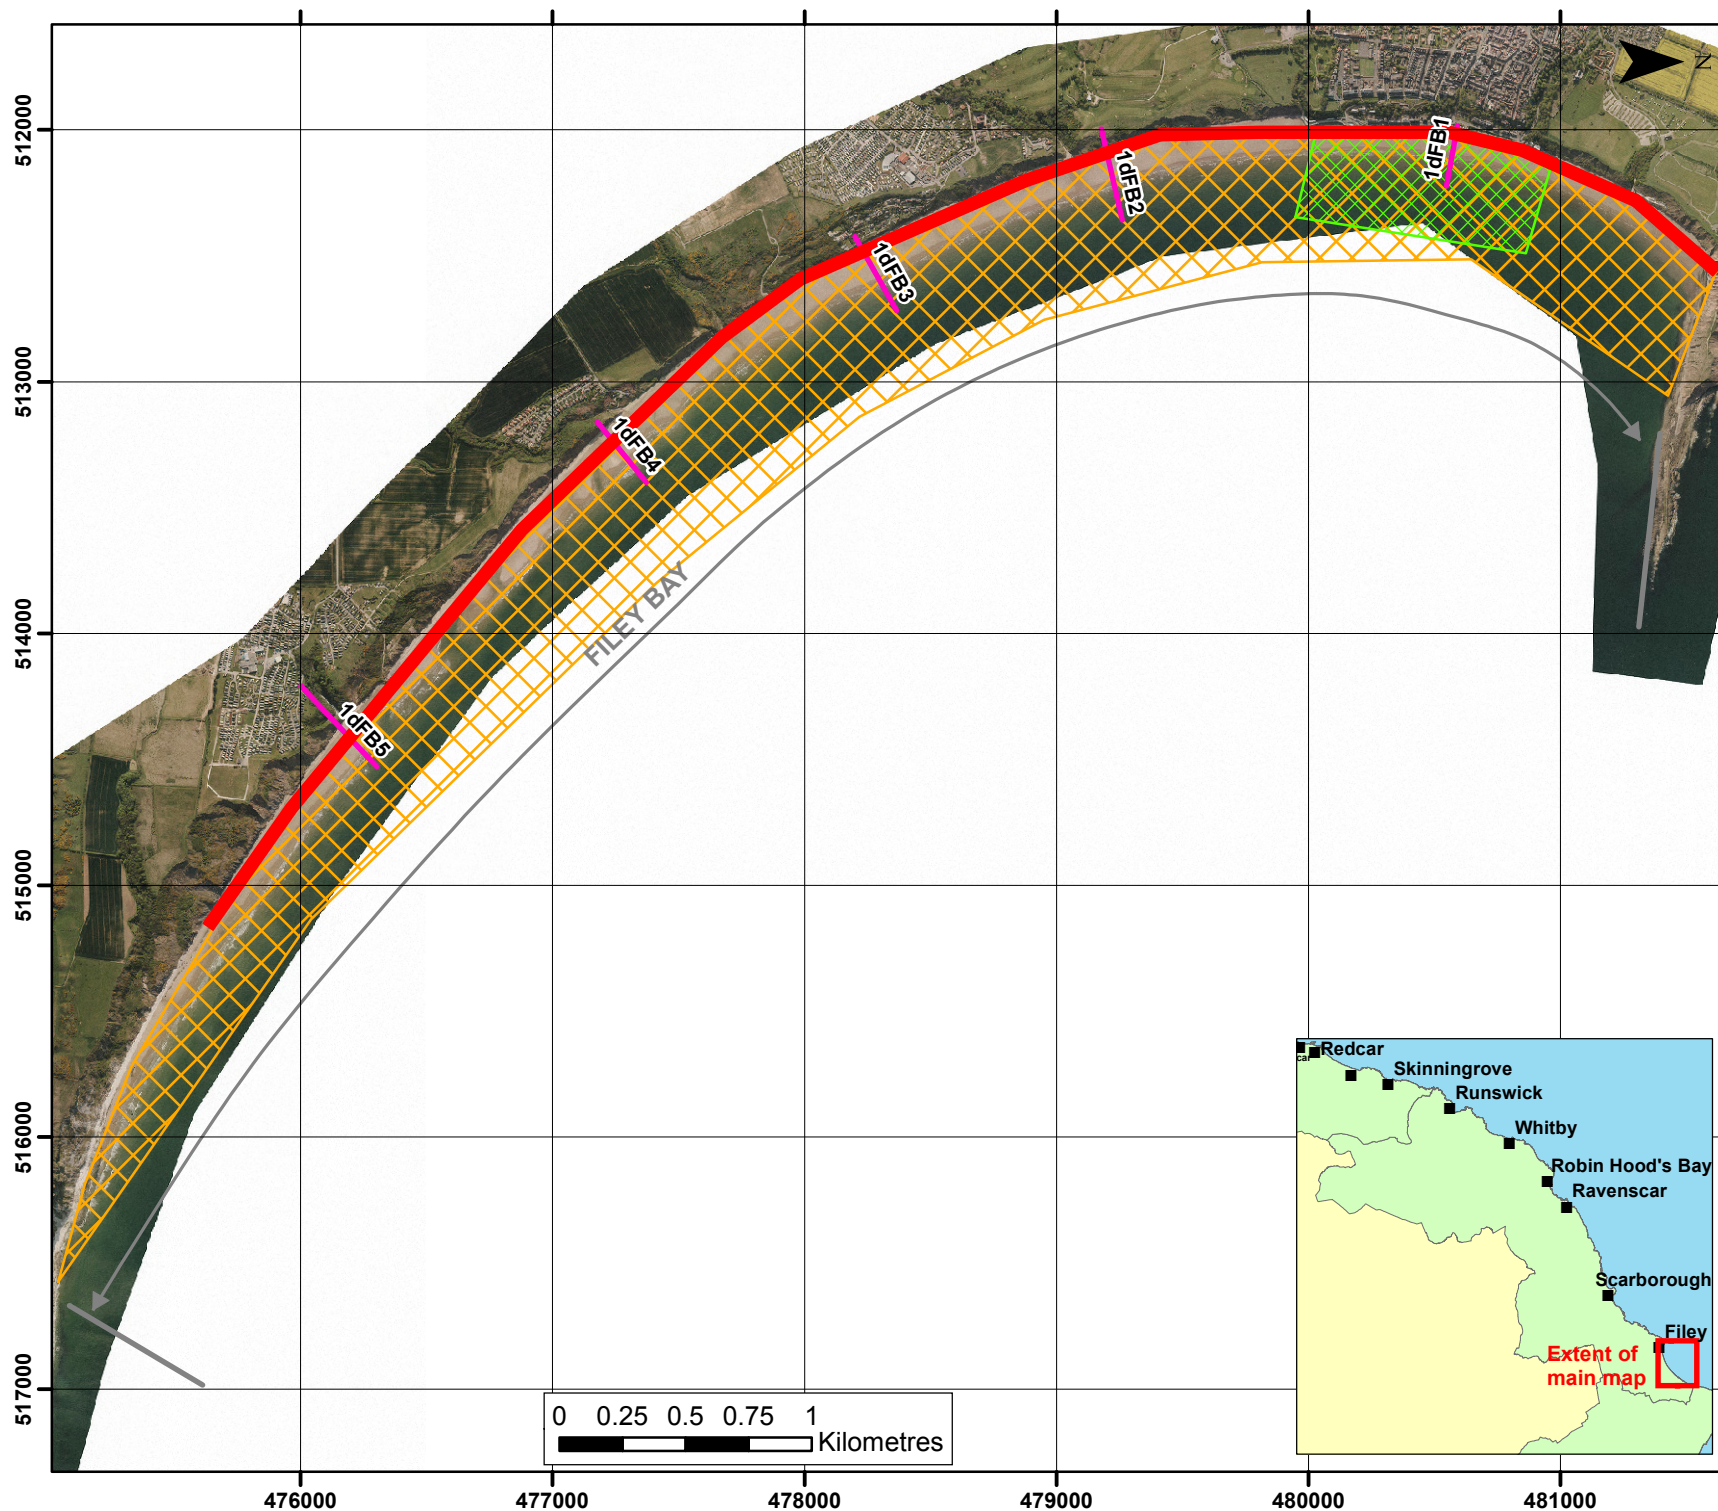 512000
513000
514000
515000
516000
517000
N
1dFB1
1dFB2
1dFB3
1dFB4
1dFB5
FILEY BAY
Redcar
car
Skinningrove
Runswick
Whitby
Robin Hood's Bay
Ravenscar
Scarborough
Filey
Extent of
main map
0 0.25 0.5 0.75 1
Kilometres
476000 477000 478000 479000 480000 481000